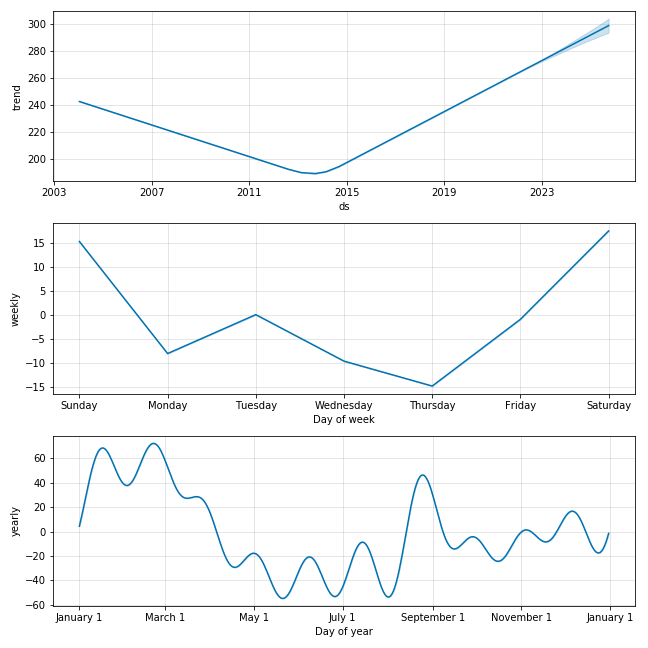 300
280
260
240
220
200
trend
2003 2007 2011 2015 2019 2023
ds
15
10
5
0
−5
−10
−15
weekly
Sunday Monday Tuesday Wednesday Thursday Friday Saturday
Day of week
60
40
20
0
−20
−40
−60
yearly
January 1 March 1 May 1 July 1 September 1 November 1 January 1
Day of year